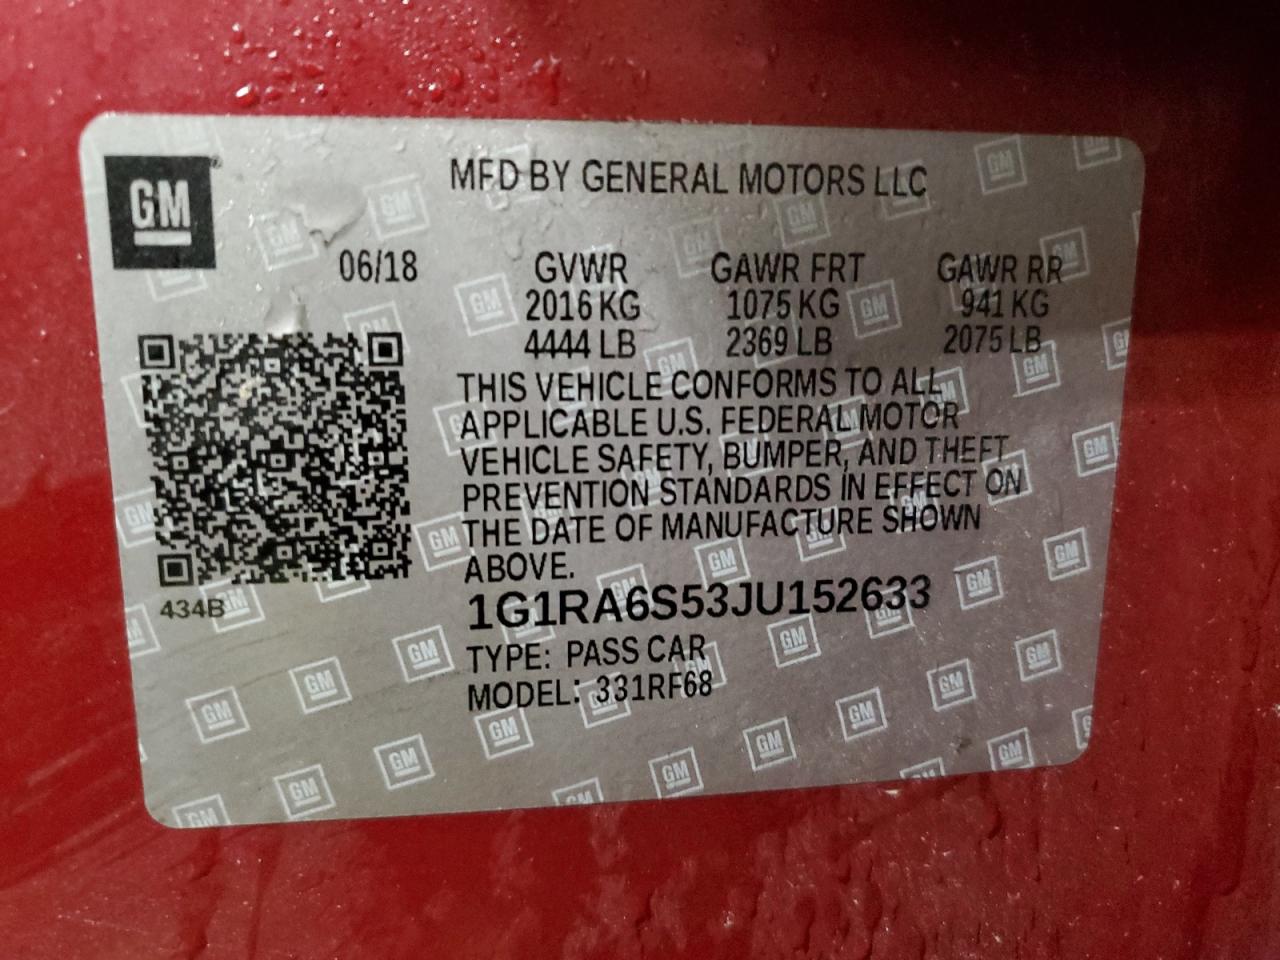 GM
MFD BY GENERAL MOTORS LLC
06/18 GVWR GAWR FRT GAWR RR
2016 KG 1075 KG 941 KG
4444 LB 2369 LB 2075 LB
THIS VEHICLE CONFORMS TO ALL
APPLICABLE U.S. FEDERAL MOTOR
VEHICLE SAFETY, BUMPER, AND THEFT
PREVENTION STANDARDS IN EFFECT ON
THE DATE OF MANUFACTURE SHOWN
ABOVE.
434B
1G1RA6S53JU152633
TYPE: PASS CAR
MODEL: 331RF68